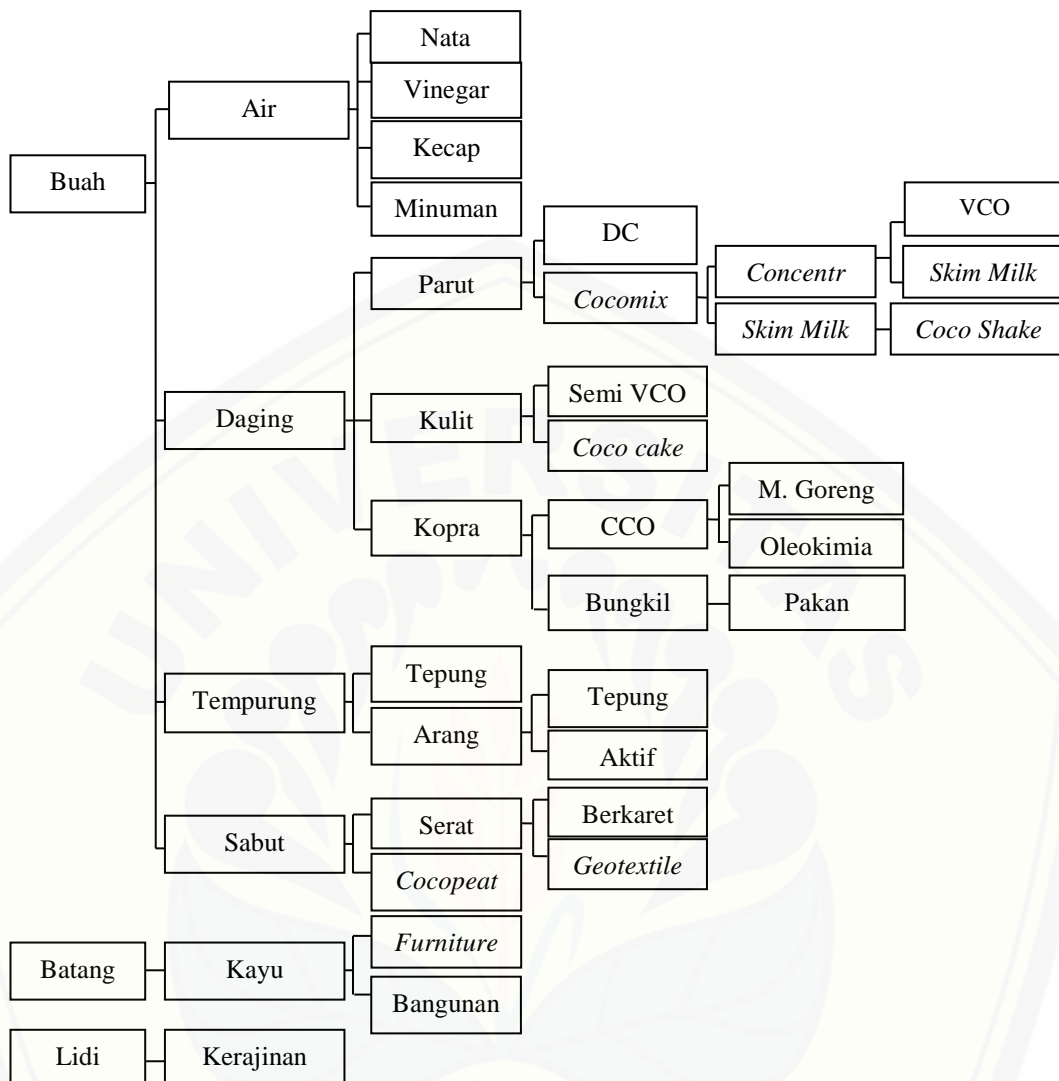 Nata
Vinegar
Air
Kecap
Buah
Minuman
VCO
DC
Parut
Concentr
Skim Milk
Cocomix
Skim Milk
Coco Shake
Semi VCO
Daging
Kulit
Coco cake
M. Goreng
Kopra
CCO
Oleokimia
Bungkil
Pakan
Tepung
Tempurung
Tepung
Arang
Aktif
Berkaret
Serat
Sabut
Geotextile
Cocopeat
Furniture
Batang
Kayu
Bangunan
Lidi
Kerajinan
UNIVERSITAS